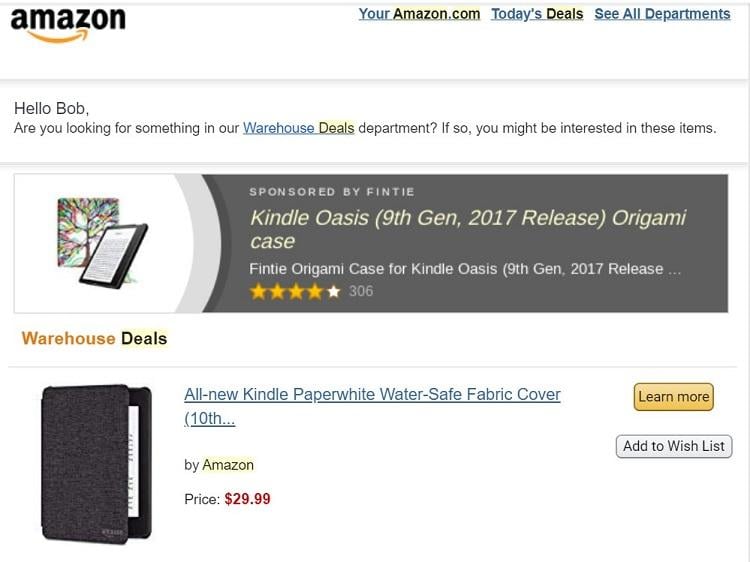 amazon
Your Amazon.com Today's Deals See All Departments
Hello Bob,
Are you looking for something in our Warehouse Deals department? If so, you might be interested in these items.
SPONSORED BY FINTIE
Kindle Oasis (9th Gen, 2017 Release) Origami
case
Fintie Origami Case for Kindle Oasis (9th Gen, 2017 Release ...
306
Warehouse Deals
All-new Kindle Paperwhite Water-Safe Fabric Cover
(10th...
Learn more
Add to Wish List
by Amazon
Price: $29.99
amazon